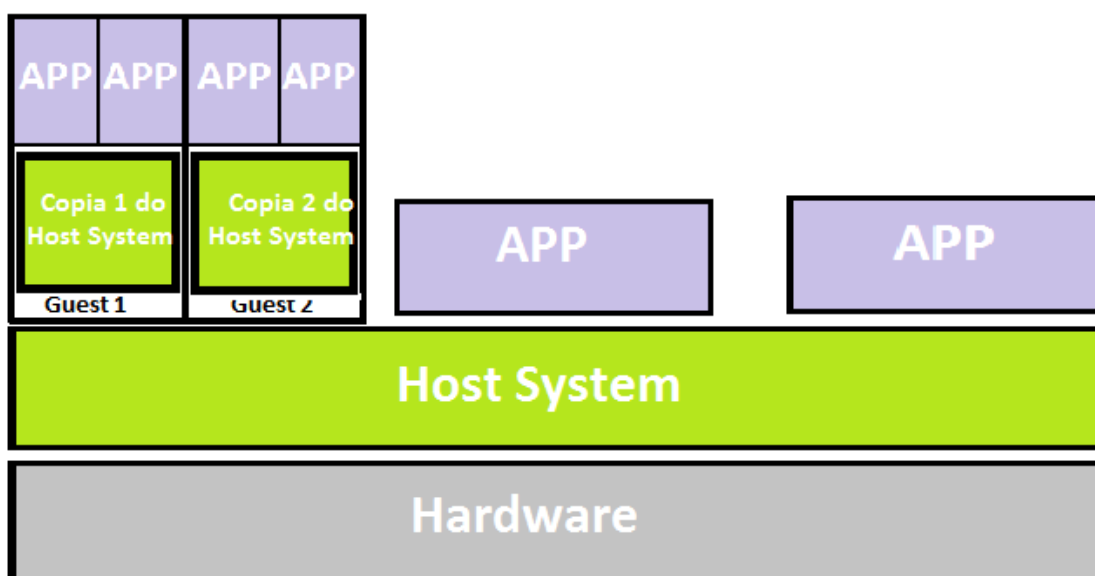 APP APP APP APP
Copia 1 do
Host System
Copia 2 do
Host System
Guest 1
Guest 2
APP
APP
Host System
Hardware